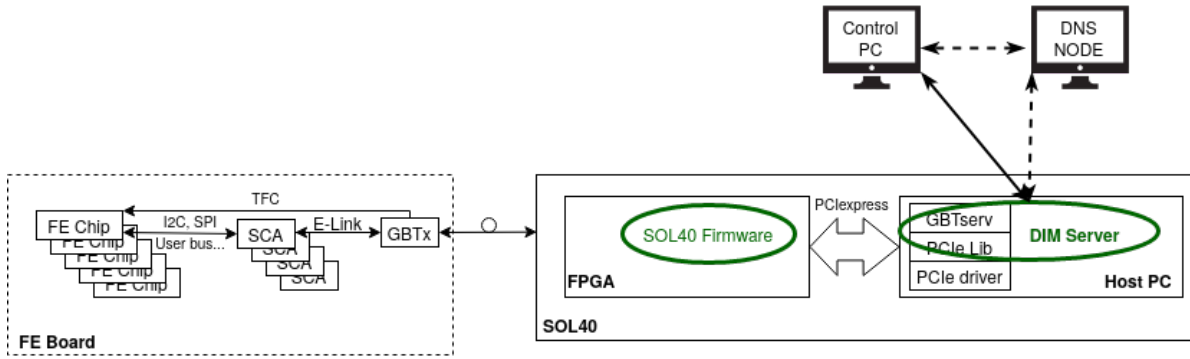 Control
PC
DNS
NODE
TFC
FE Chip
I2C, SPI
User bus...
SCA
E-Link
GBTx
FE Chip
FE Chip
FE Chip
FE Chip
SCA
SCA
SCA
FE Board
SOL40 Firmware
FPGA
PCIexpress
GBTserv
PCIe Lib
PCIe driver
DIM Server
Host PC
SOL40